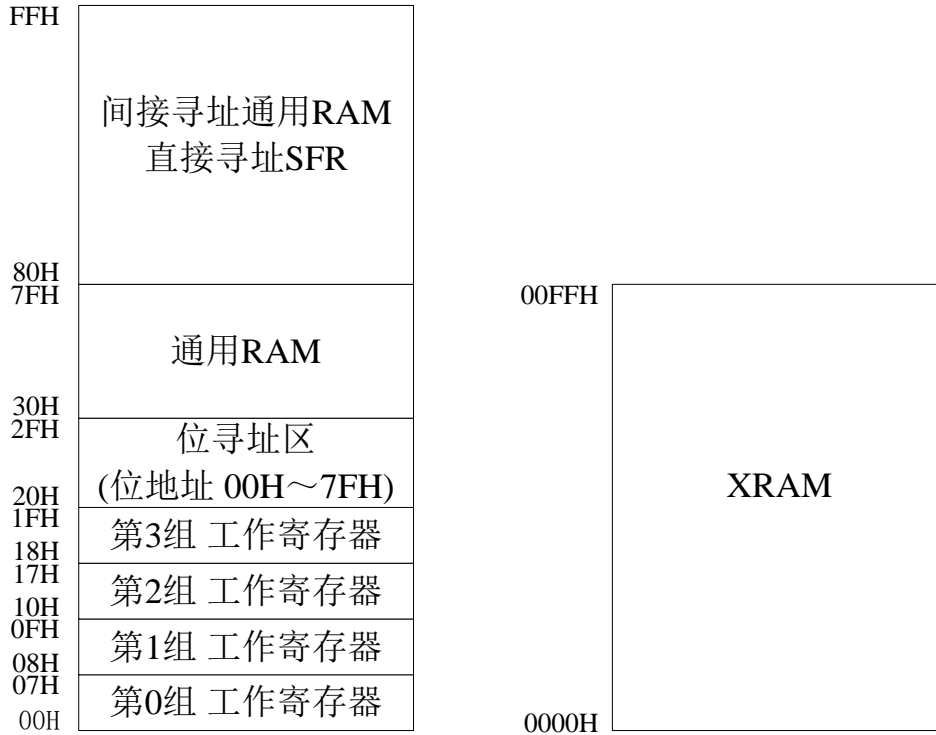 FFH
间接寻址通用RAM
直接寻址SFR
80H
7FH
通用RAM
30H
2FH
位寻址区
(位地址 00H～7FH)
20H
1FH
第3组 工作寄存器
18H
17H
第2组 工作寄存器
10H
0FH
第1组 工作寄存器
08H
07H
第0组 工作寄存器
00H
00FFH
XRAM
0000H